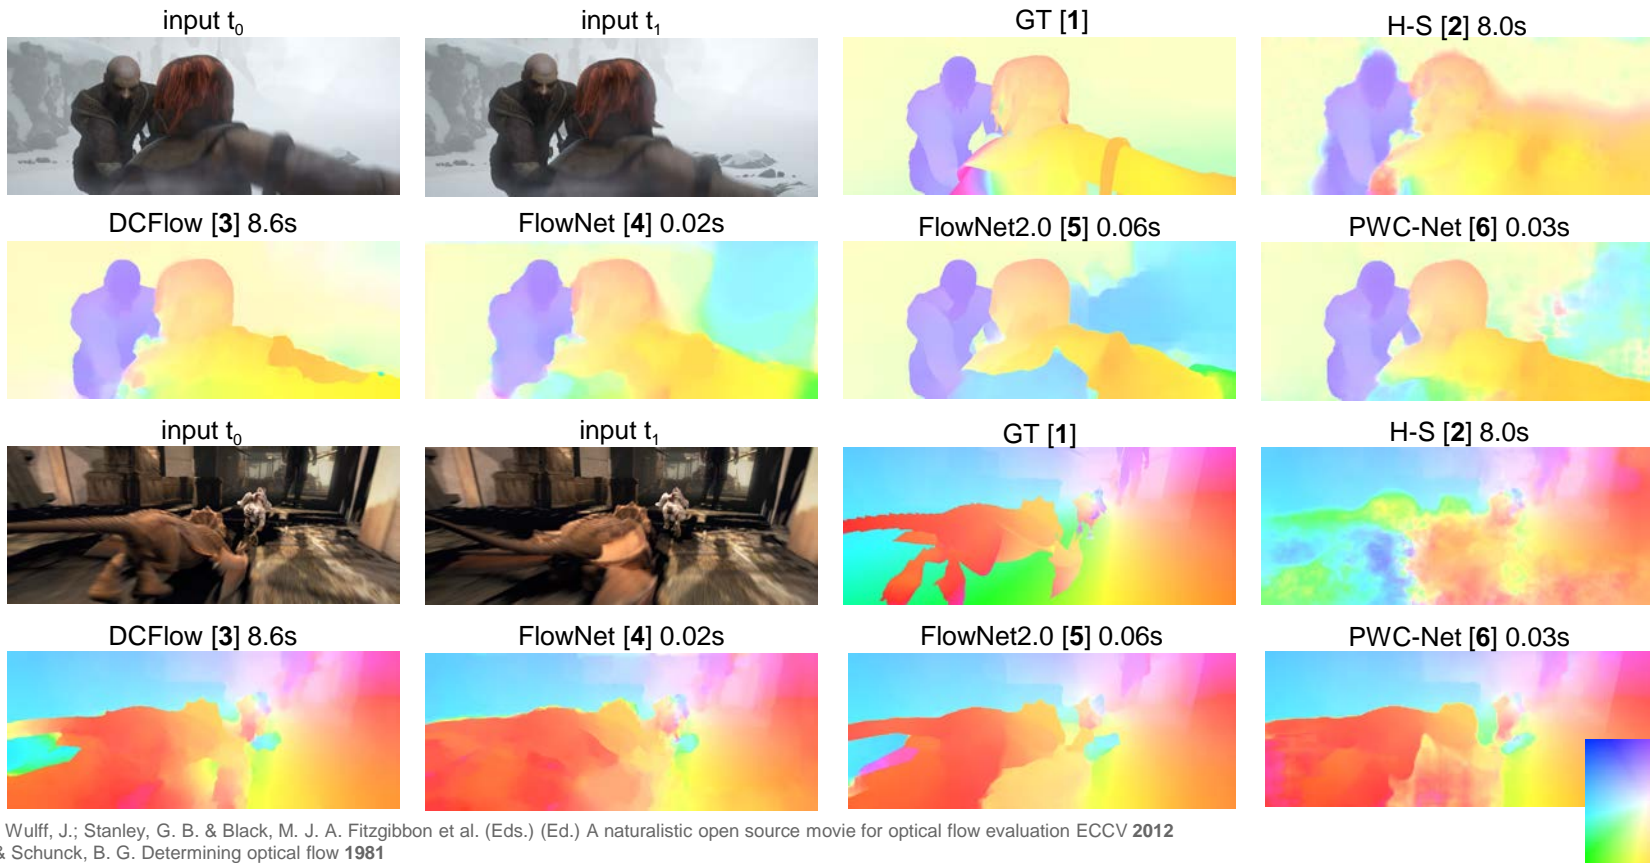 input t₀
input t₁
GT [1]
H-S [2] 8.0s
DCFlow [3] 8.6s
FlowNet [4] 0.02s
FlowNet2.0 [5] 0.06s
PWC-Net [6] 0.03s
input t₀
input t₁
GT [1]
H-S [2] 8.0s
DCFlow [3] 8.6s
FlowNet [4] 0.02s
FlowNet2.0 [5] 0.06s
PWC-Net [6] 0.03s
Wulff, J.; Stanley, G. B. & Black, M. J. A. Fitzgibbon et al. (Eds.) (Ed.) A naturalistic open source movie for optical flow evaluation ECCV 2012
& Schunck, B. G. Determining optical flow 1981